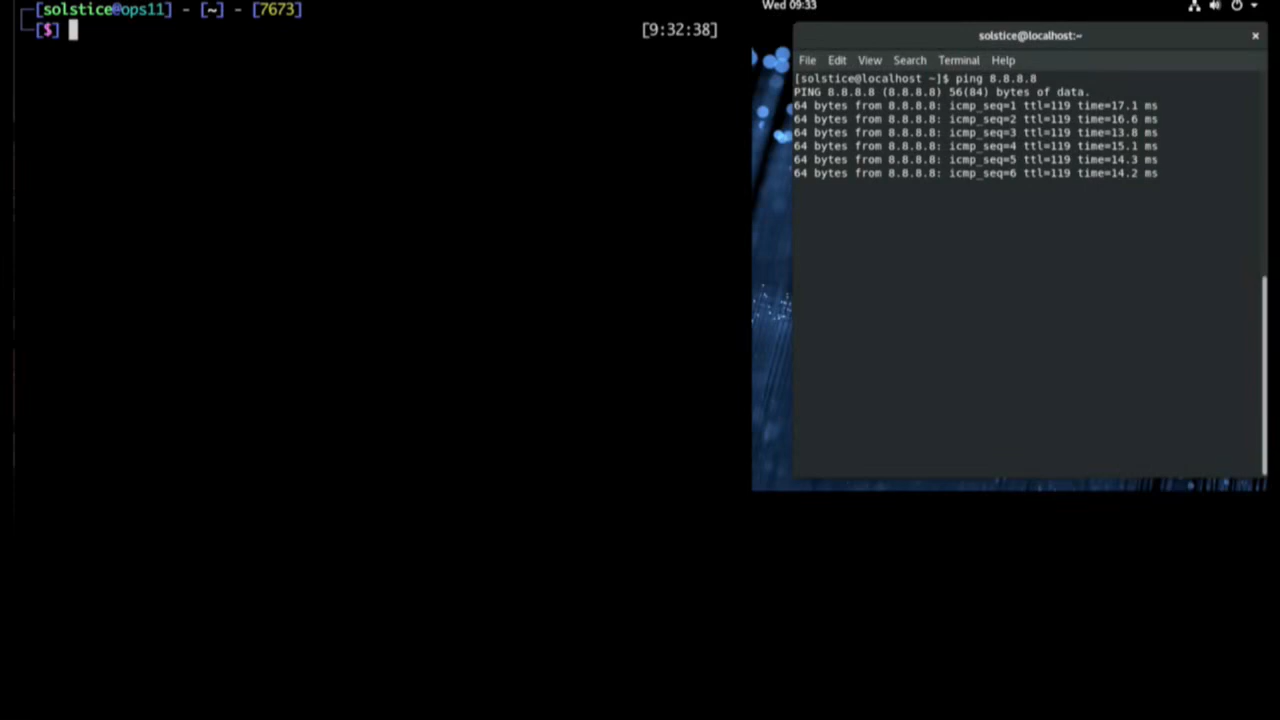 [solstice@ops11] - [~] - [7673]
[$] [9:32:38]
Wed 09:33
solstice@localhost:~
File Edit View Search Terminal Help
[solstice@localhost ~]$ ping 8.8.8.8
PING 8.8.8.8 (8.8.8.8) 56(84) bytes of data.
64 bytes from 8.8.8.8: icmp_seq=1 ttl=119 time=17.1 ms
64 bytes from 8.8.8.8: icmp_seq=2 ttl=119 time=16.6 ms
64 bytes from 8.8.8.8: icmp_seq=3 ttl=119 time=13.8 ms
64 bytes from 8.8.8.8: icmp_seq=4 ttl=119 time=15.1 ms
64 bytes from 8.8.8.8: icmp_seq=5 ttl=119 time=14.3 ms
64 bytes from 8.8.8.8: icmp_seq=6 ttl=119 time=14.2 ms